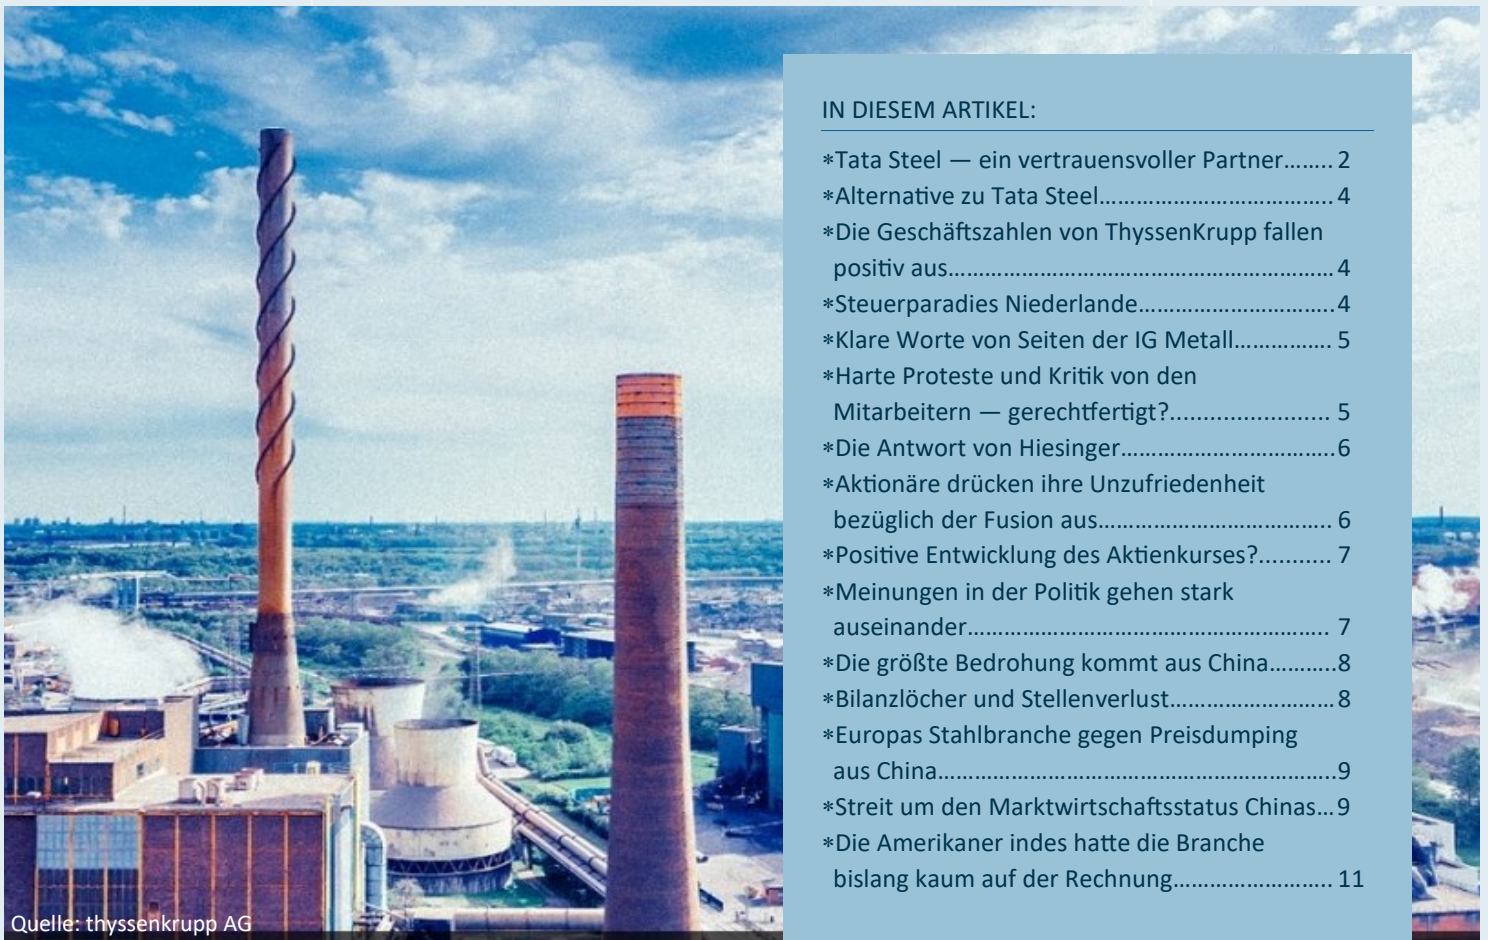 IN DIESEM ARTIKEL:
*Tata Steel — ein vertrauensvoller Partner........ 2
*Alternative zu Tata Steel.................................... 4
*Die Geschäftszahlen von ThyssenKrupp fallen
positiv aus............................................................ 4
*Steuerparadies Niederlande..............................4
*Klare Worte von Seiten der IG Metall............... 5
*Harte Proteste und Kritik von den
Mitarbeitern — gerechtfertigt?.......................... 5
*Die Antwort von Hiesinger.................................6
*Aktionäre drücken ihre Unzufriedenheit
bezüglich der Fusion aus..................................... 6
*Positive Entwicklung des Aktienkurses?........... 7
*Meinungen in der Politik gehen stark
auseinander......................................................... 7
*Die größte Bedrohung kommt aus China...........8
*Bilanzlöcher und Stellenverlust..........................8
*Europas Stahlbranche gegen Preisdumping
aus China..............................................................9
*Streit um den Marktwirtschaftsstatus Chinas...9
*Die Amerikaner indes hatte die Branche
bislang kaum auf der Rechnung......................... 11
Quelle: thyssenkrupp AG